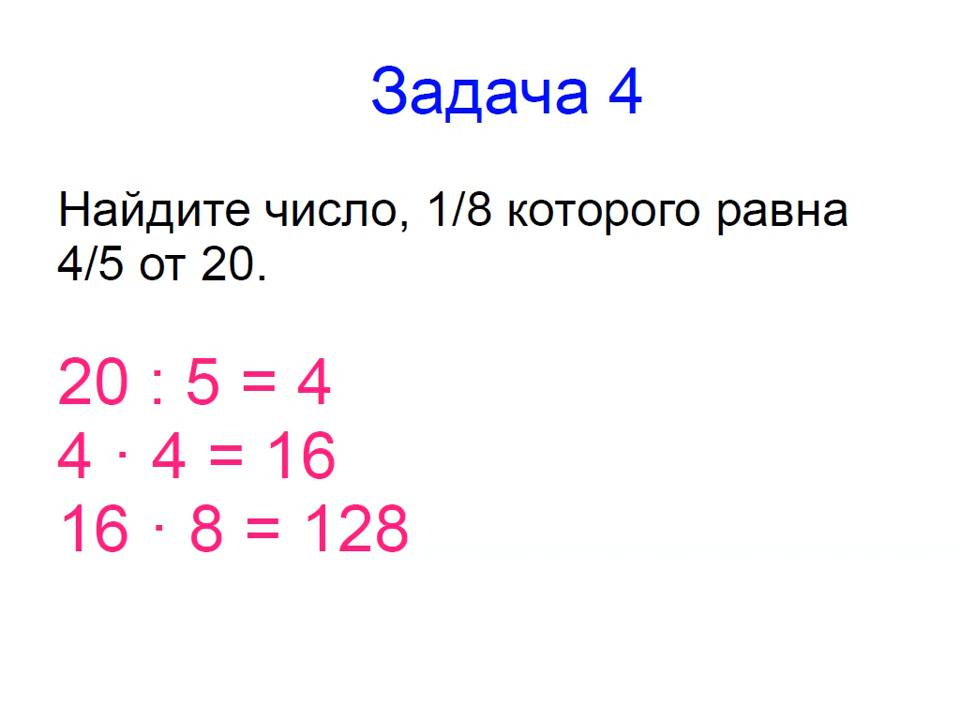 Задача 4
Найдите число, 1/8 которого равна
4/5 от 20.
20 : 5 = 4
4 · 4 = 16
16 · 8 = 128